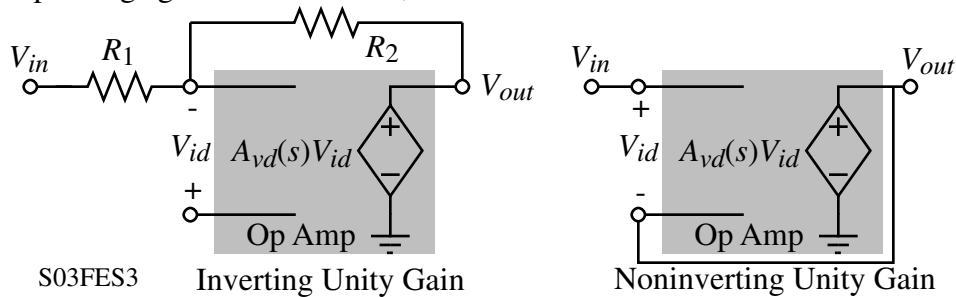 R2
Vin R1
- Vout
Vid Avd(s)Vid + −
+
Op Amp
S03FES3 Inverting Unity Gain
Vin Vout
+
Vid Avd(s)Vid + −
-
Op Amp
Noninverting Unity Gain